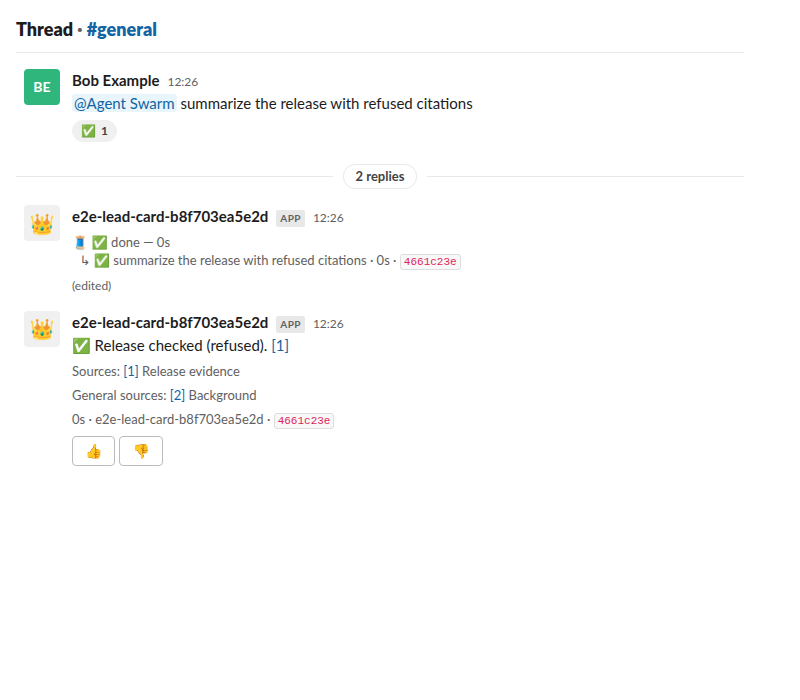 Thread • #general
BE
Bob Example 12:26
@Agent Swarm summarize the release with refused citations
✅ 1
2 replies
e2e-lead-card-b8f703ea5e2d APP 12:26
🧵 ✅ done — 0s
↳ ✅ summarize the release with refused citations · 0s · 4661c23e
(edited)
e2e-lead-card-b8f703ea5e2d APP 12:26
✅ Release checked (refused). [1]
Sources: [1] Release evidence
General sources: [2] Background
0s · e2e-lead-card-b8f703ea5e2d · 4661c23e
👍 👎